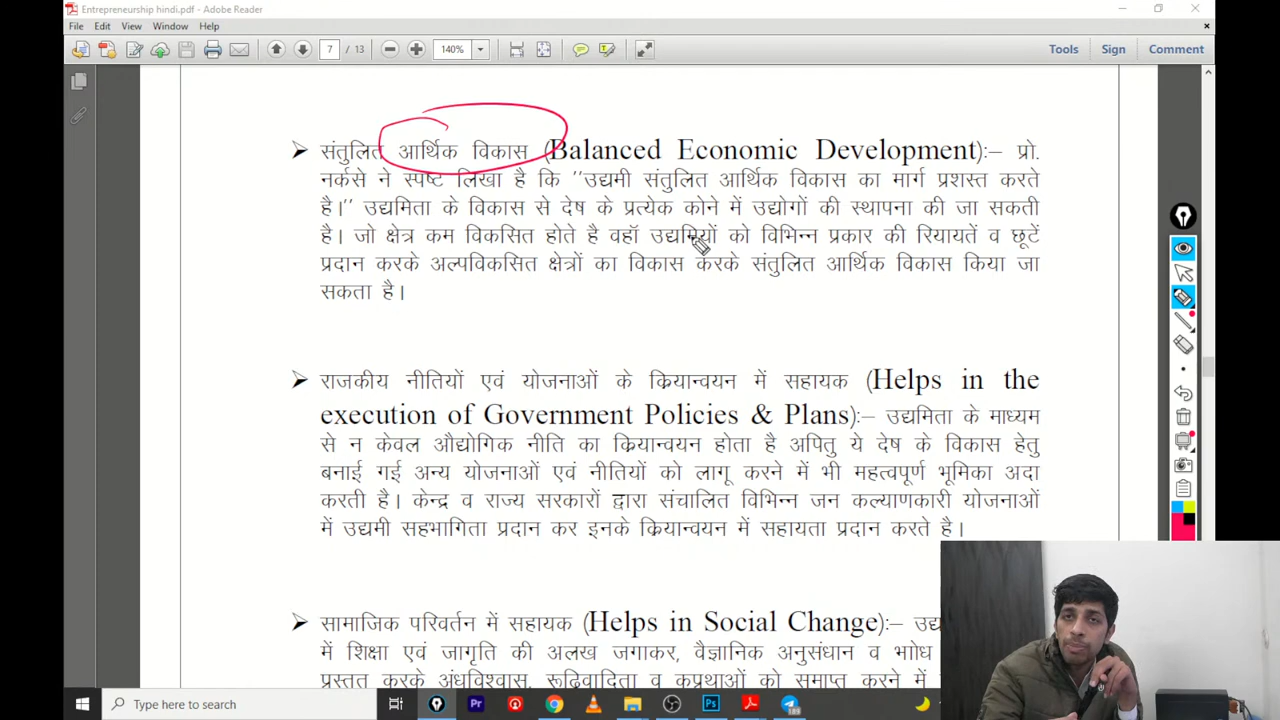 Entrepreneurship hindi.pdf - Adobe Reader
File Edit View Window Help
7 / 13 140% Tools Sign Comment
संतुलित आर्थिक विकास (Balanced Economic Development):– प्रो.
नर्कसे ने स्पष्ट लिखा है कि ''उद्यमी संतुलित आर्थिक विकास का मार्ग प्रशस्त करते
है।'' उद्यमिता के विकास से देष के प्रत्येक कोने में उद्योगों की स्थापना की जा सकती
है। जो क्षेत्र कम विकसित होते है वहॉ उद्यमियों को विभिन्न प्रकार की रियायतें व छूटें
प्रदान करके अल्पविकसित क्षेत्रों का विकास करके संतुलित आर्थिक विकास किया जा
सकता है।
राजकीय नीतियों एवं योजनाओं के क्रियान्वयन में सहायक (Helps in the
execution of Government Policies & Plans):– उद्यमिता के माध्यम
से न केवल औद्योगिक नीति का क्रियान्वयन होता है अपितु ये देष के विकास हेतु
बनाई गई अन्य योजनाओं एवं नीतियों को लागू करने में भी महत्वपूर्ण भूमिका अदा
करती है। केन्द्र व राज्य सरकारों द्वारा संचालित विभिन्न जन कल्याणकारी योजनाओं
में उद्यमी सहभागिता प्रदान कर इनके क्रियान्वयन में सहायता प्रदान करते है।
सामाजिक परिवर्तन में सहायक (Helps in Social Change):–
में शिक्षा एवं जागृति की अलख जगाकर, वैज्ञानिक अनुसंधान व
करके अंधविश्वास, रूढ़िवादिता व कुप्रथाओं को समाप्त करने में
Type here to search